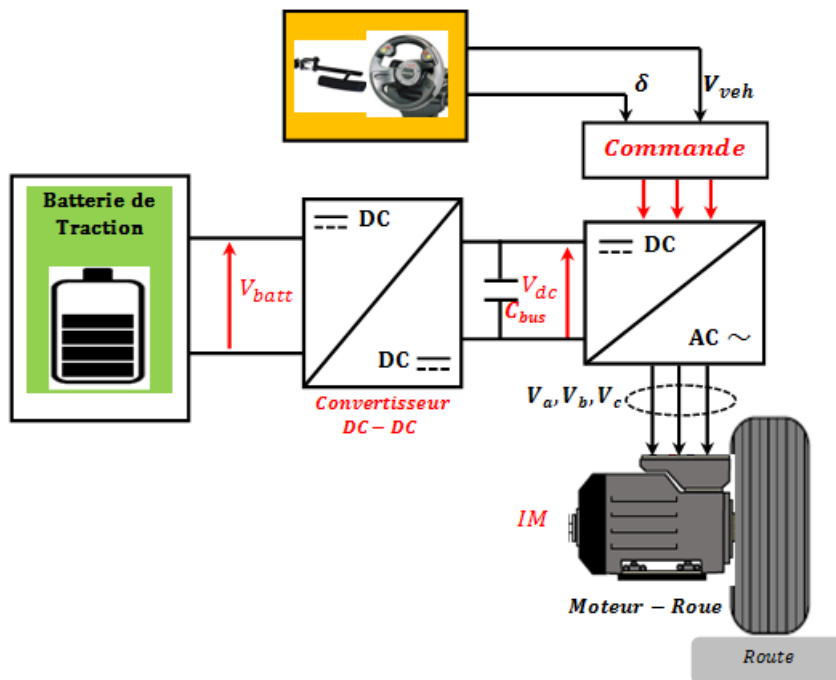 δ
V_veh
Commande
Batterie de
Traction
DC
DC
V_batt
V_dc
C_bus
DC
AC ~
Convertisseur
DC – DC
V_a, V_b, V_c
IM
Moteur – Roue
Route